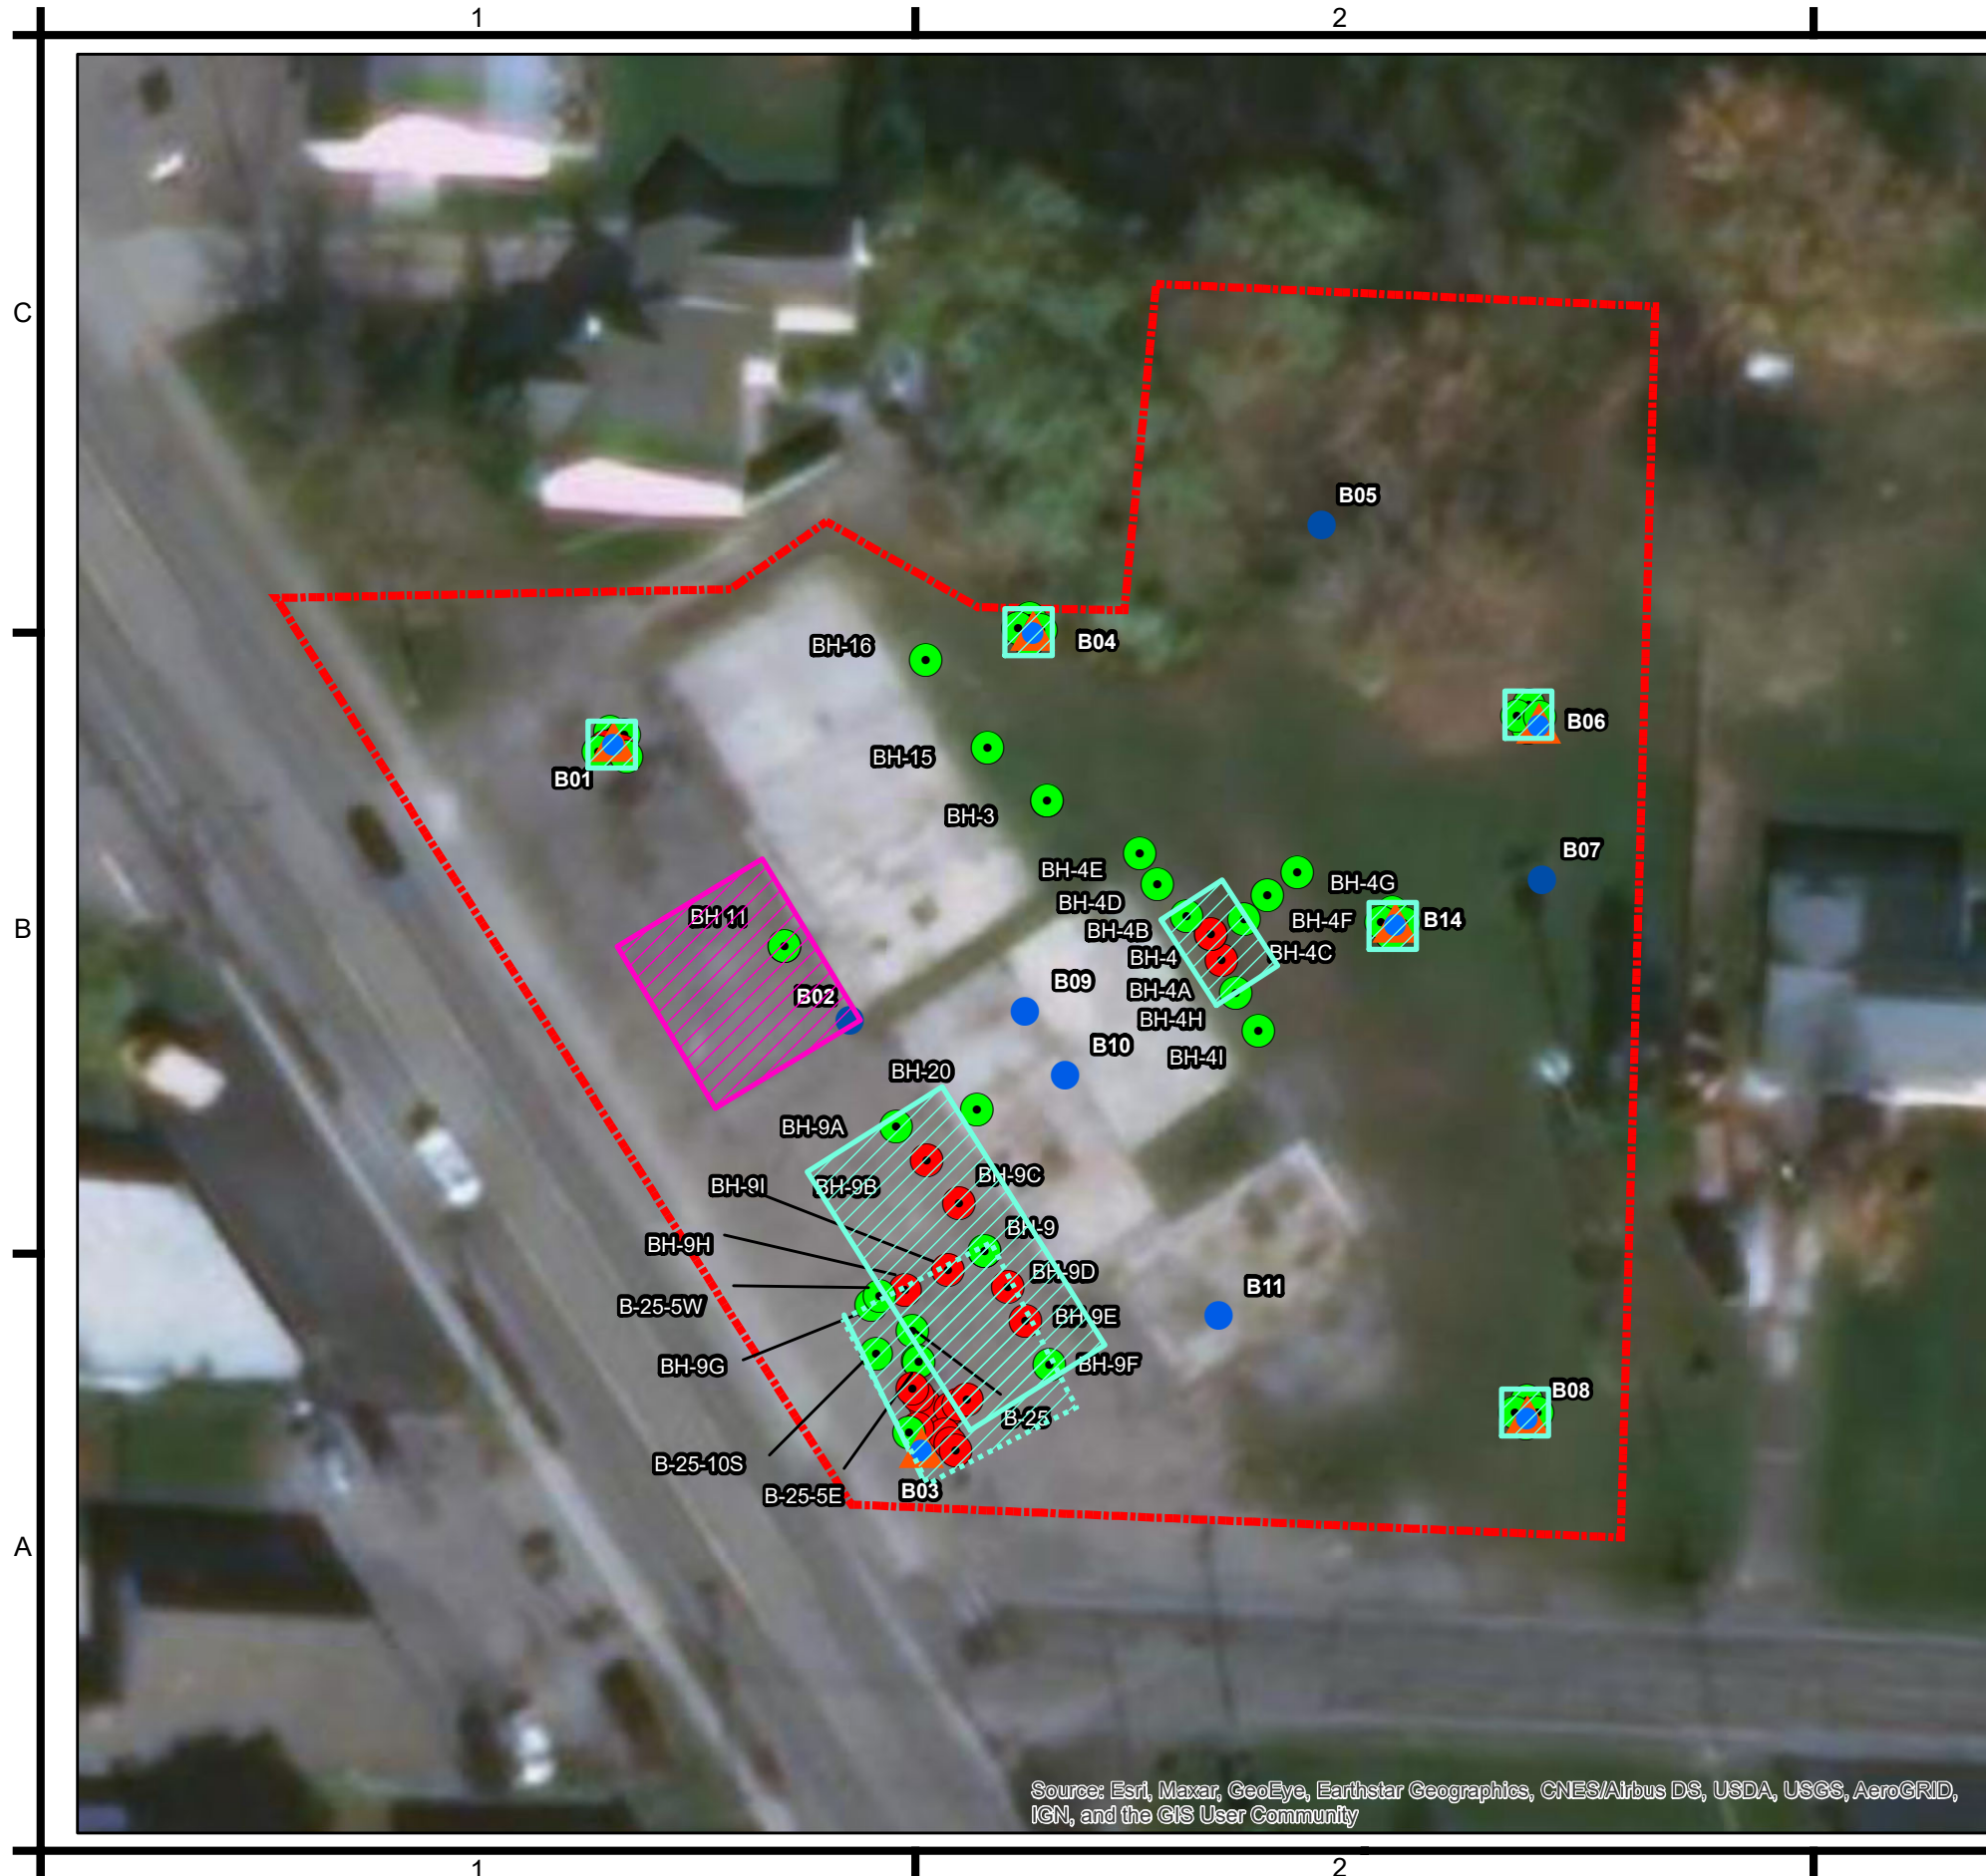 1
2
C
B05
BH-16
B04
B06
BH-15
B01
BH-3
B07
BH-4E
BH-4G
BH-4D
BH-11
B
BH-4F
B14
BH-4B
BH-4
BH-4C
B09
BH-4A
B02
BH-4H
B10
BH-4I
BH-20
BH-9A
BH-9C
BH-9I
BH-9B
BH-9
BH-9H
BH-9D
B11
B-25-5W
BH-9E
BH-9G
BH-9F
B08
B-25
B-25-10S
B03
B-25-5E
A
Source: Esri, Maxar, GeoEye, Earthstar Geographics, CNES/Airbus DS, USDA, USGS, AeroGRID,
IGN, and the GIS User Community
1
2